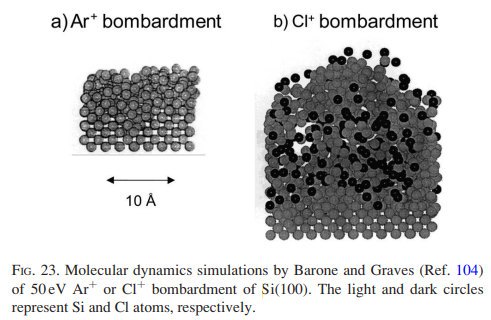 a) Ar⁺ bombardment
b) Cl⁺ bombardment
10 Å
FIG. 23. Molecular dynamics simulations by Barone and Graves (Ref. 104)
of 50 eV Ar⁺ or Cl⁺ bombardment of Si(100). The light and dark circles
represent Si and Cl atoms, respectively.